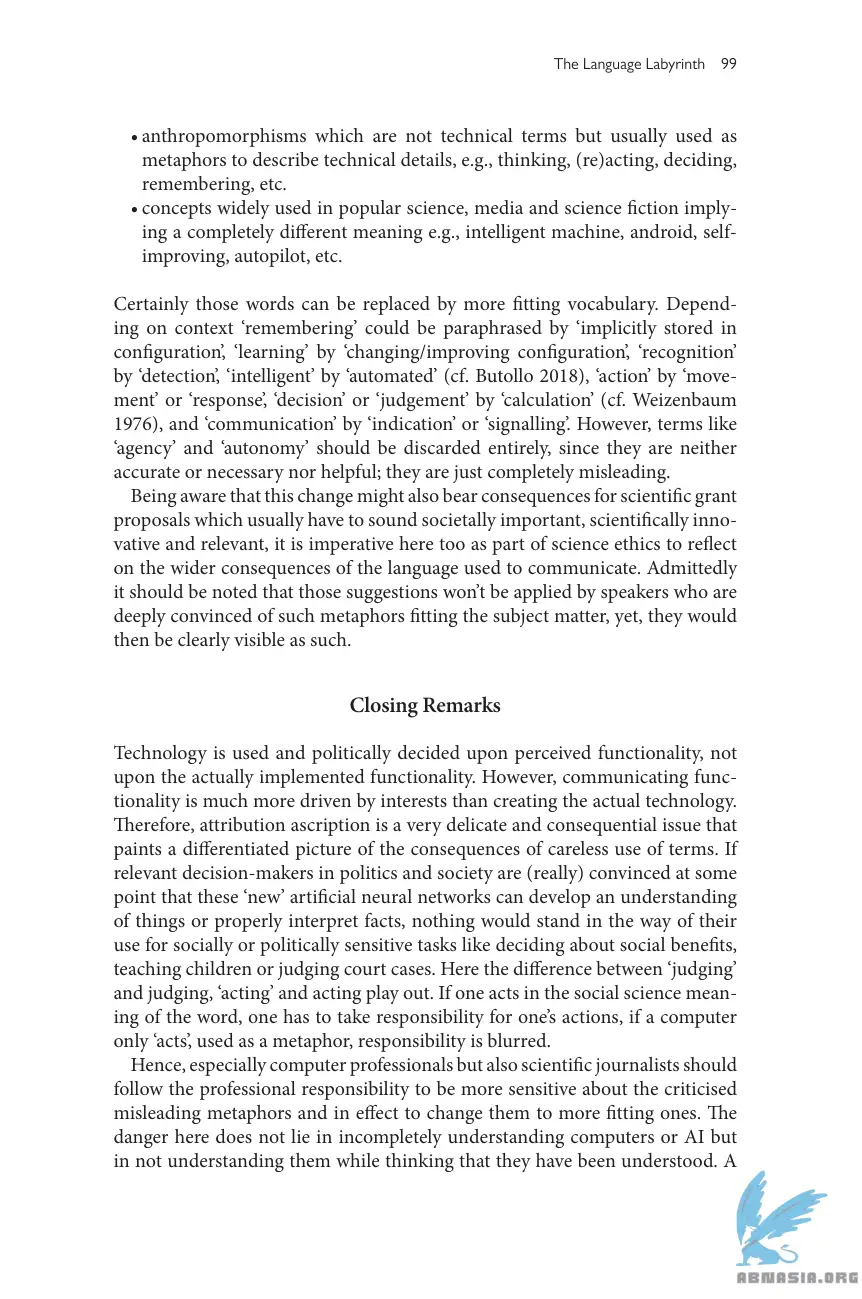 The Language Labyrinth 99
• anthropomorphisms which are not technical terms but usually used as
metaphors to describe technical details, e.g., thinking, (re)acting, deciding,
remembering, etc.
• concepts widely used in popular science, media and science fiction imply-
ing a completely different meaning e.g., intelligent machine, android, self-
improving, autopilot, etc.
Certainly those words can be replaced by more fitting vocabulary. Depend-
ing on context ‘remembering’ could be paraphrased by ‘implicitly stored in
configuration’, ‘learning’ by ‘changing/improving configuration’, ‘recognition’
by ‘detection’, ‘intelligent’ by ‘automated’ (cf. Butollo 2018), ‘action’ by ‘move-
ment’ or ‘response’, ‘decision’ or ‘judgement’ by ‘calculation’ (cf. Weizenbaum
1976), and ‘communication’ by ‘indication’ or ‘signalling’. However, terms like
‘agency’ and ‘autonomy’ should be discarded entirely, since they are neither
accurate or necessary nor helpful; they are just completely misleading.
Being aware that this change might also bear consequences for scientific grant
proposals which usually have to sound societally important, scientifically inno-
vative and relevant, it is imperative here too as part of science ethics to reflect
on the wider consequences of the language used to communicate. Admittedly
it should be noted that those suggestions won’t be applied by speakers who are
deeply convinced of such metaphors fitting the subject matter, yet, they would
then be clearly visible as such.
Closing Remarks
Technology is used and politically decided upon perceived functionality, not
upon the actually implemented functionality. However, communicating func-
tionality is much more driven by interests than creating the actual technology.
Therefore, attribution ascription is a very delicate and consequential issue that
paints a differentiated picture of the consequences of careless use of terms. If
relevant decision-makers in politics and society are (really) convinced at some
point that these ‘new’ artificial neural networks can develop an understanding
of things or properly interpret facts, nothing would stand in the way of their
use for socially or politically sensitive tasks like deciding about social benefits,
teaching children or judging court cases. Here the difference between ‘judging’
and judging, ‘acting’ and acting play out. If one acts in the social science mean-
ing of the word, one has to take responsibility for one’s actions, if a computer
only ‘acts’, used as a metaphor, responsibility is blurred.
Hence, especially computer professionals but also scientific journalists should
follow the professional responsibility to be more sensitive about the criticised
misleading metaphors and in effect to change them to more fitting ones. The
danger here does not lie in incompletely understanding computers or AI but
in not understanding them while thinking that they have been understood. A
ABNASIA.ORG